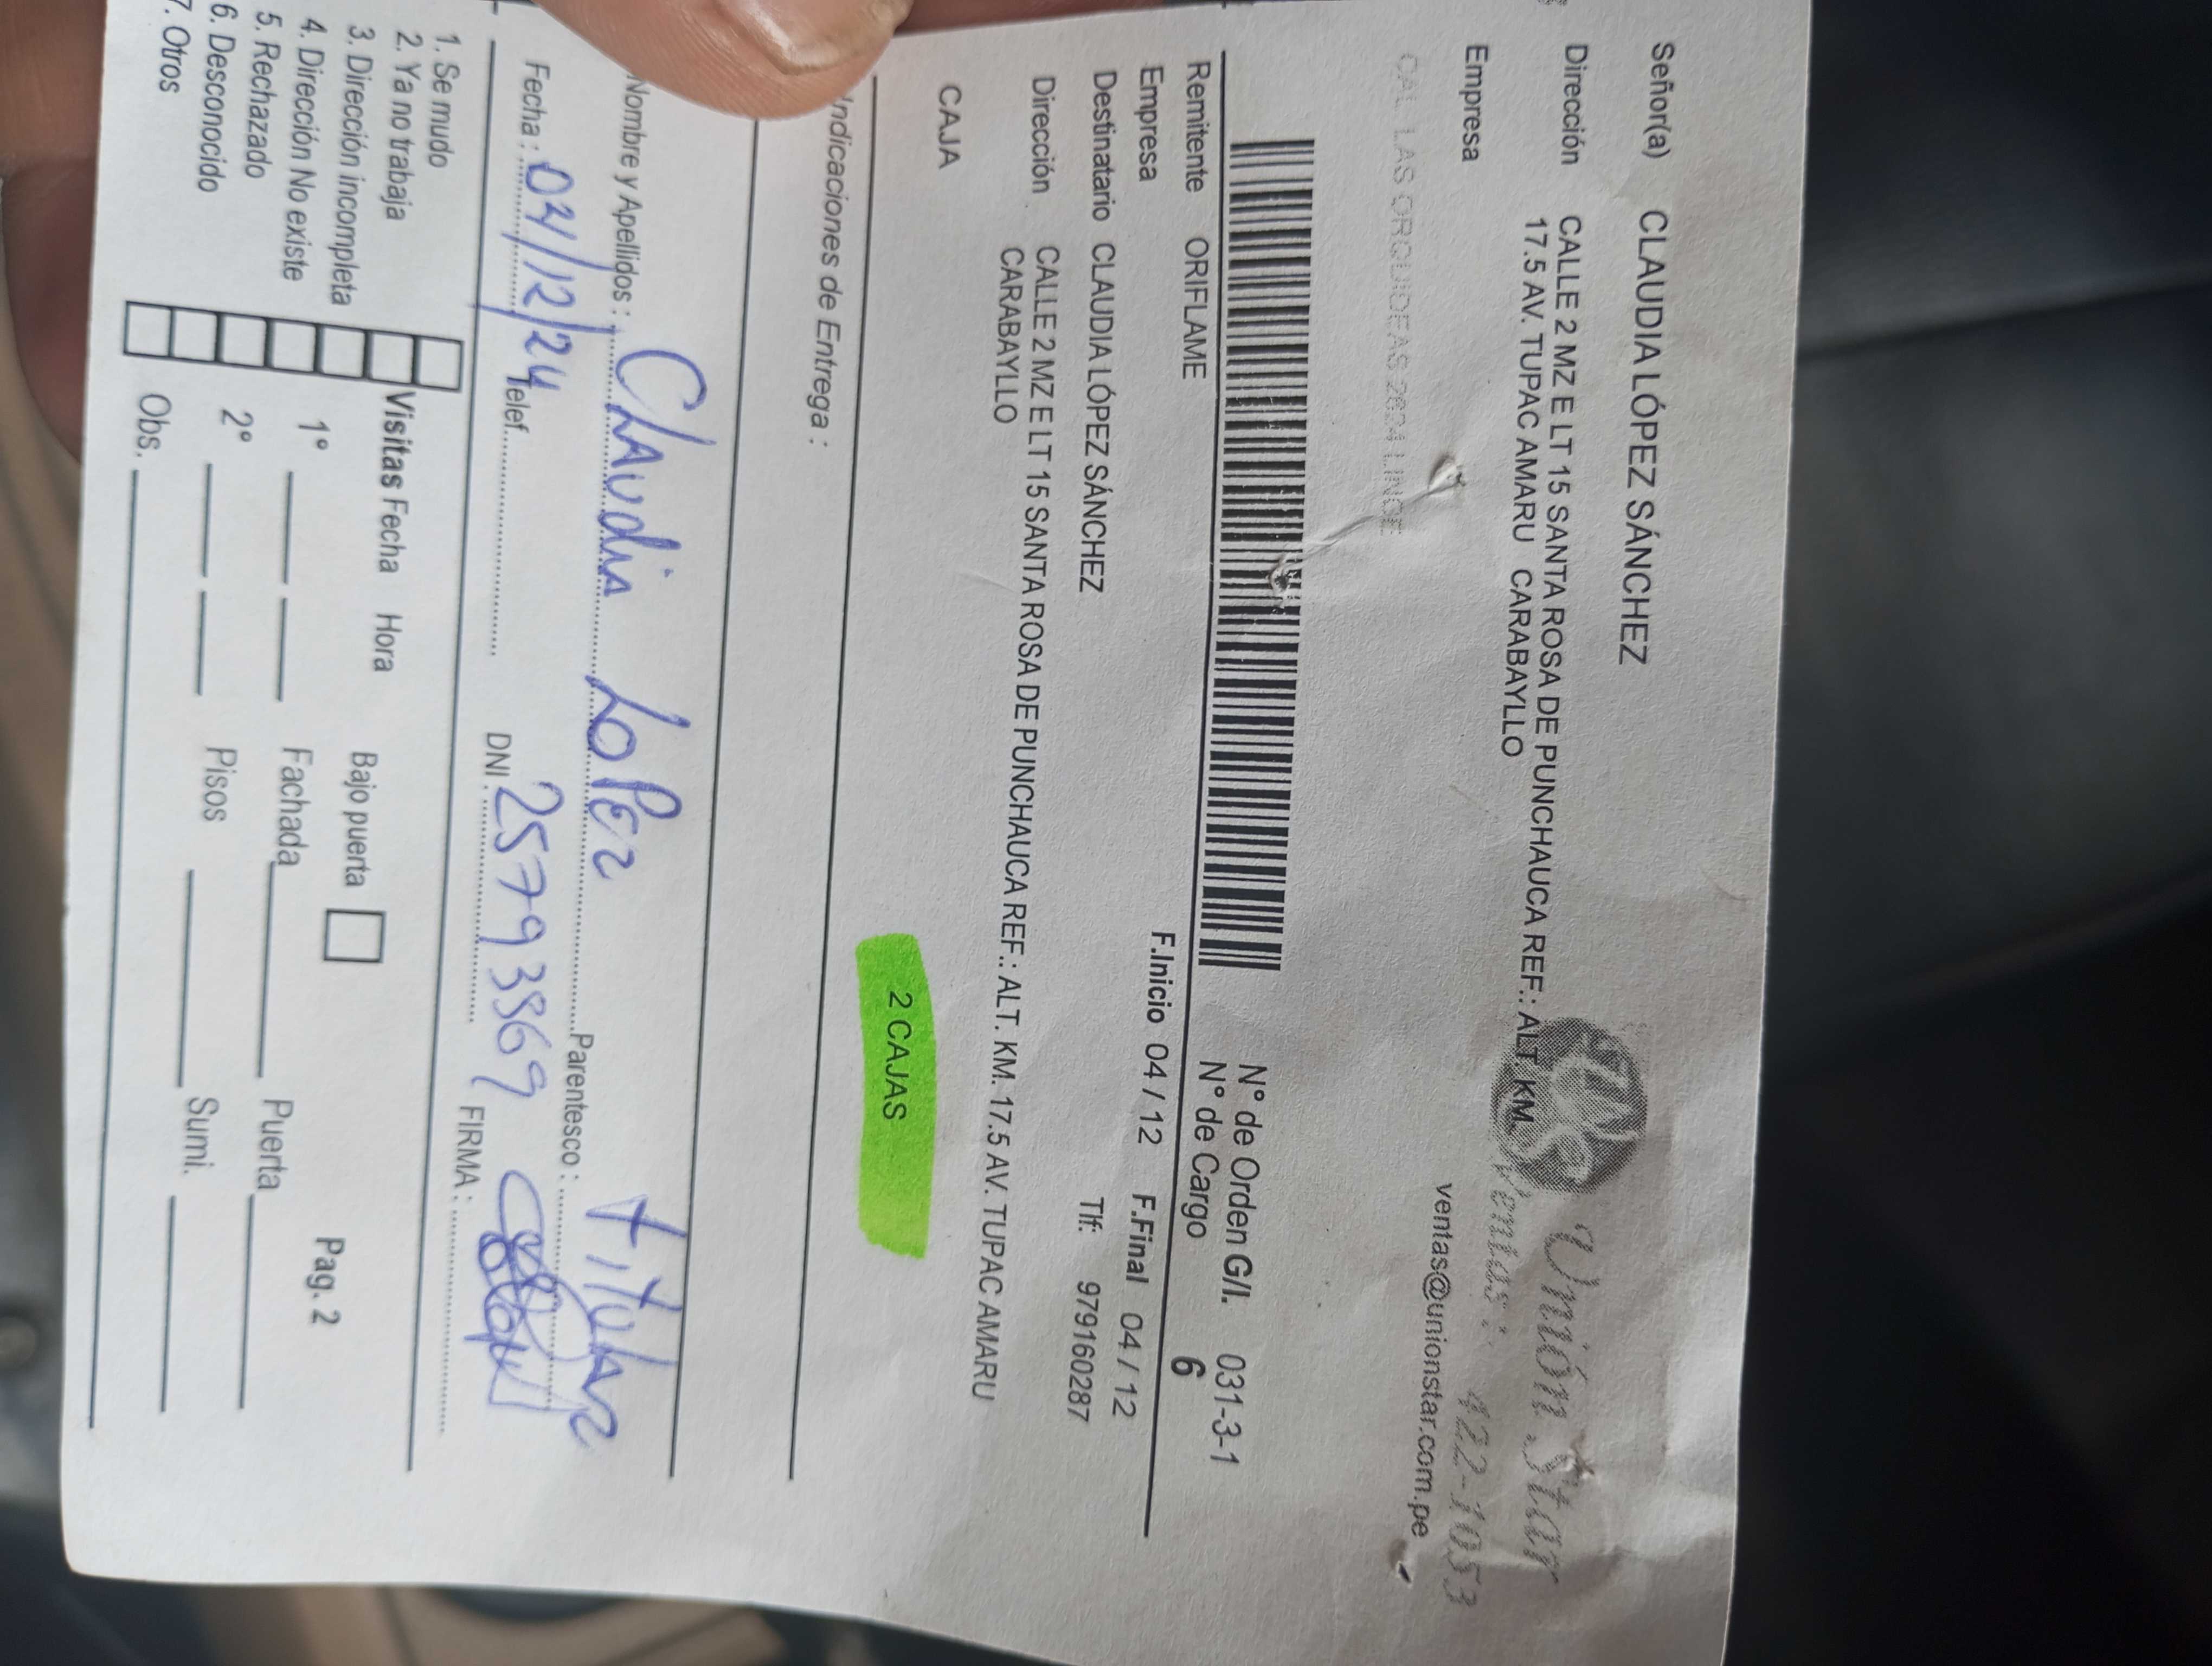 Señor(a) CLAUDIA LÓPEZ SÁNCHEZ
Unión Star
Dirección CALLE 2 MZ E LT 15 SANTA ROSA DE PUNCHAUCA REF.: ALT. KM.
17.5 AV. TUPAC AMARU CARABAYLLO
Ventas : 422-1053
Empresa
ventas@unionstar.com.pe
CAL LAS ORQUIDEAS 2624 LINCE
N° de Orden G/I. 031-3-1
N° de Cargo 6
Remitente ORIFLAME
Empresa F.Inicio 04 / 12 F.Final 04 / 12
Destinatario CLAUDIA LÓPEZ SÁNCHEZ Tlf: 979160287
Dirección CALLE 2 MZ E LT 15 SANTA ROSA DE PUNCHAUCA REF.: ALT. KM. 17.5 AV. TUPAC AMARU
CARABAYLLO
CAJA
2 CAJAS
Indicaciones de Entrega :
Nombre y Apellidos : Claudia Lopez Parentesco : titular
Fecha : 04/12/24 Telef. DNI. FIRMA :
1. Se mudo
2. Ya no trabaja
3. Dirección incompleta
4. Dirección No existe
5. Rechazado
6. Desconocido
7. Otros
Visitas Fecha Hora Bajo puerta Pag. 2
1° Fachada Puerta
2° Pisos Sumi.
Obs.